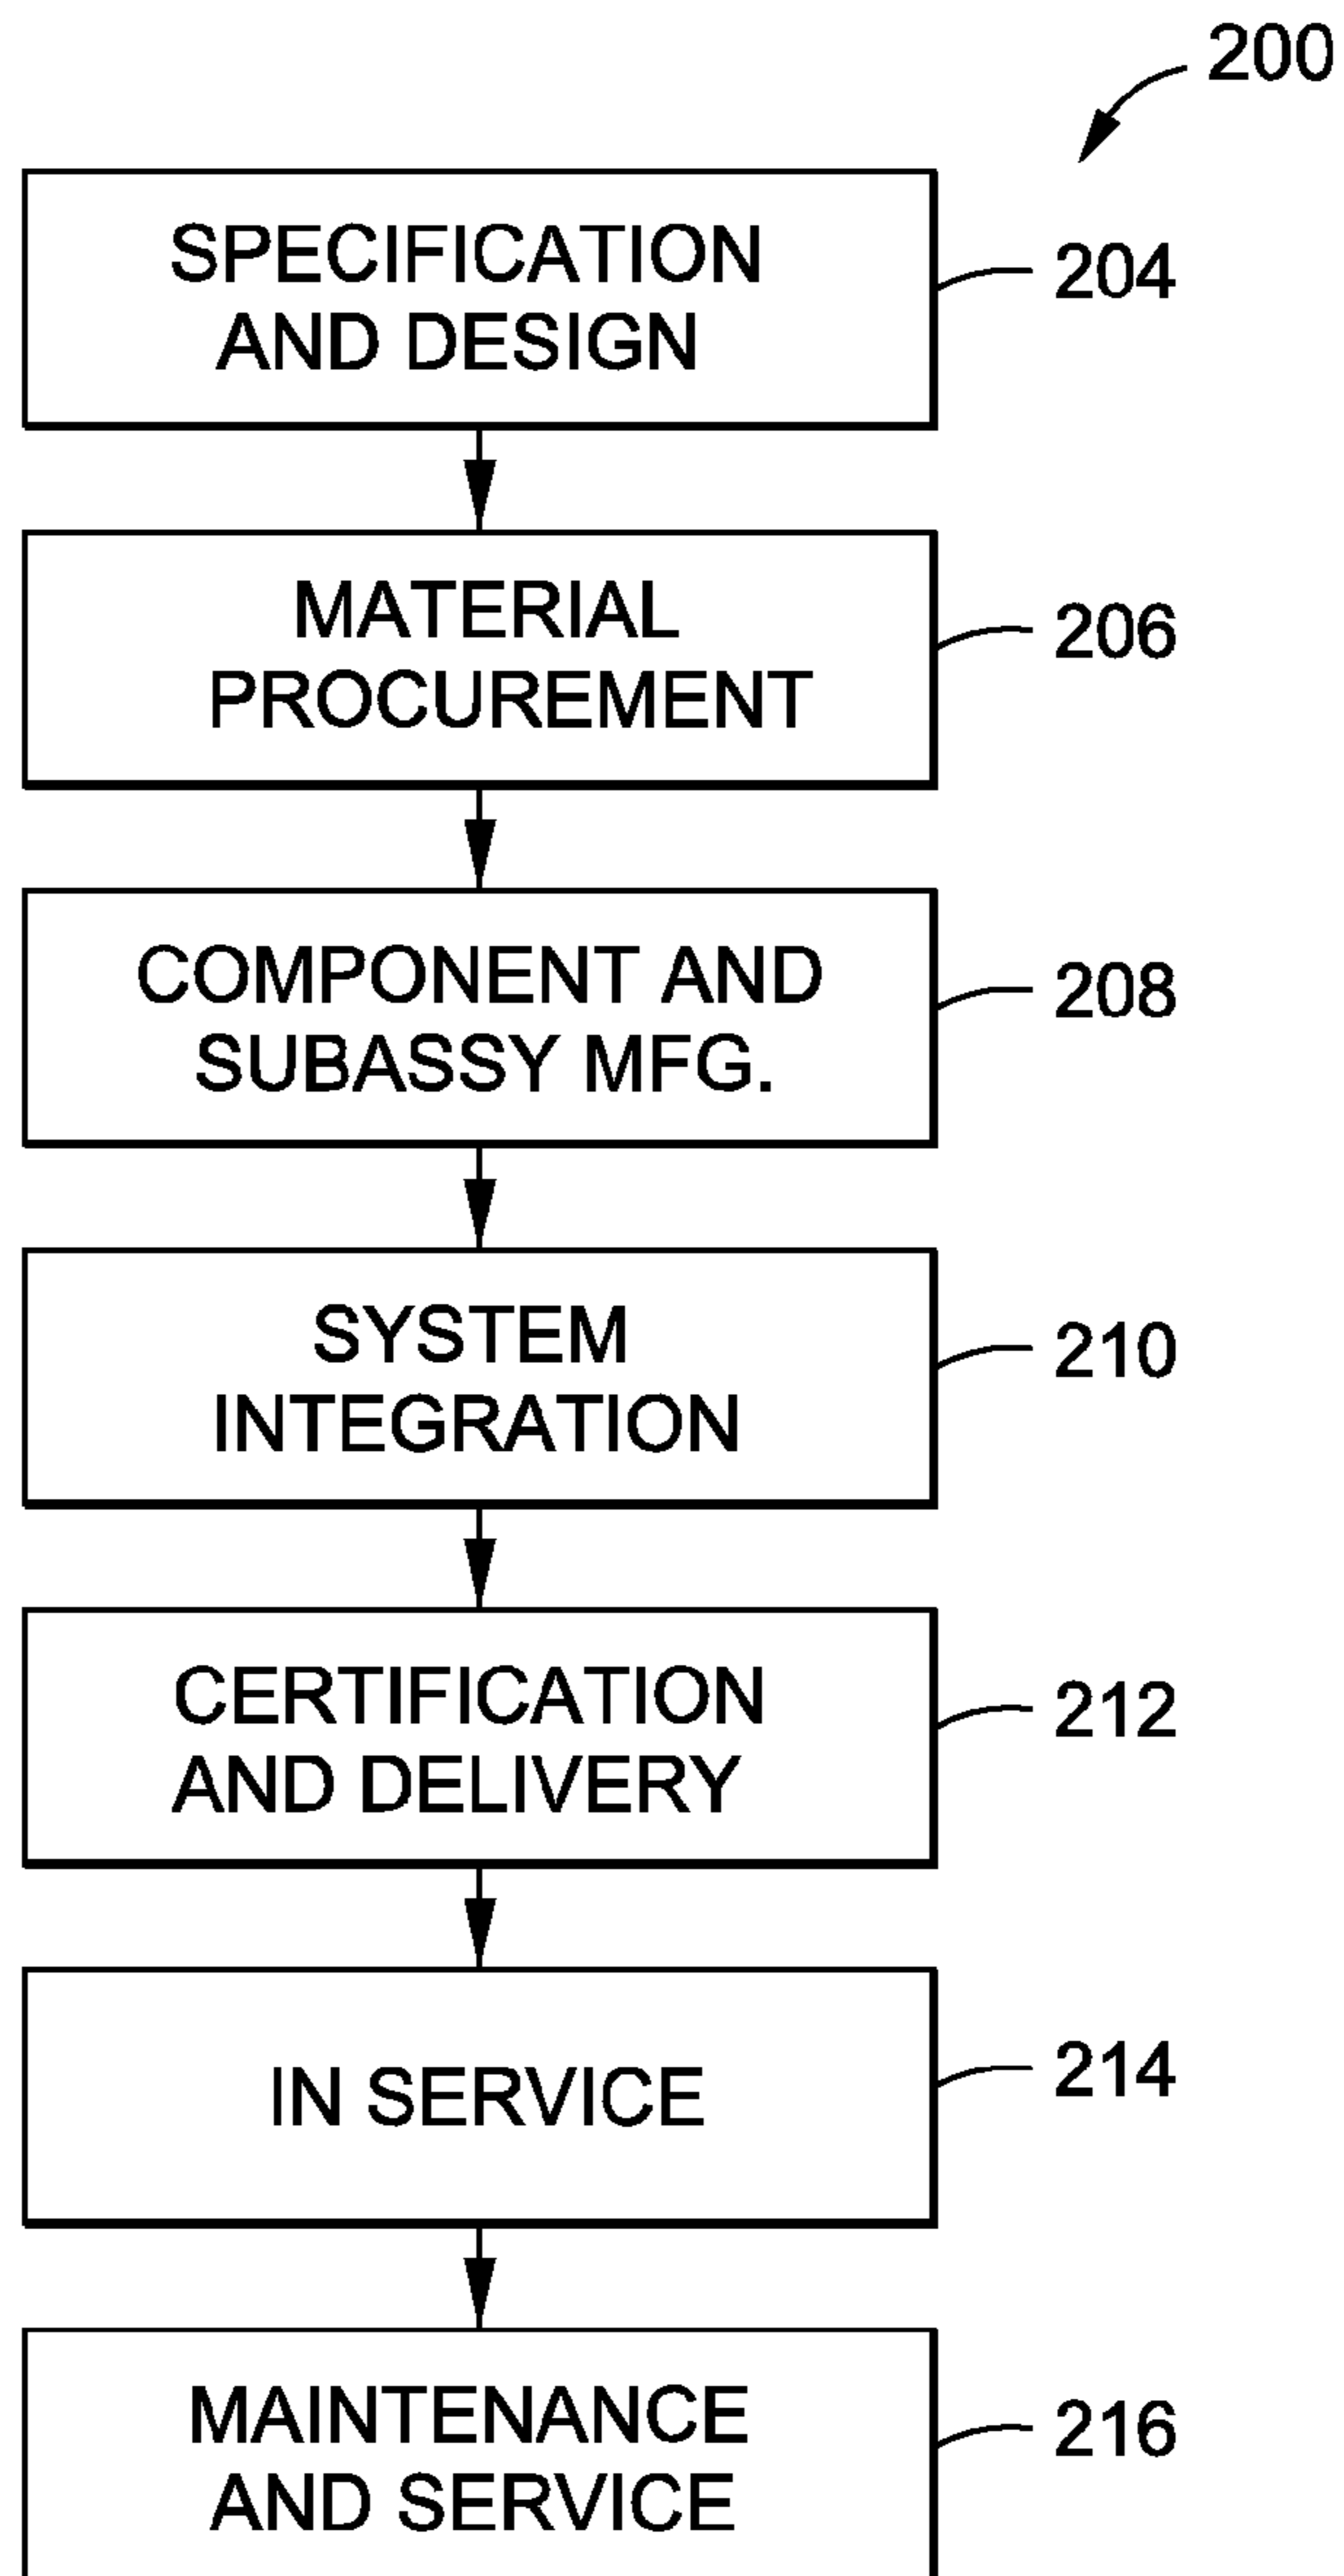 200
SPECIFICATION
AND DESIGN
204
MATERIAL
PROCUREMENT
206
COMPONENT AND
SUBASSY MFG.
208
SYSTEM
INTEGRATION
210
CERTIFICATION
AND DELIVERY
212
IN SERVICE
214
MAINTENANCE
AND SERVICE
216